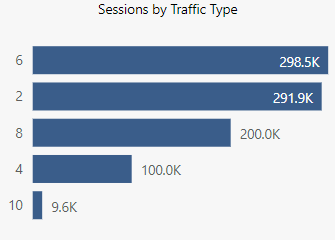 Sessions by Traffic Type
6 298.5K
2 291.9K
8 200.0K
4 100.0K
10 9.6K